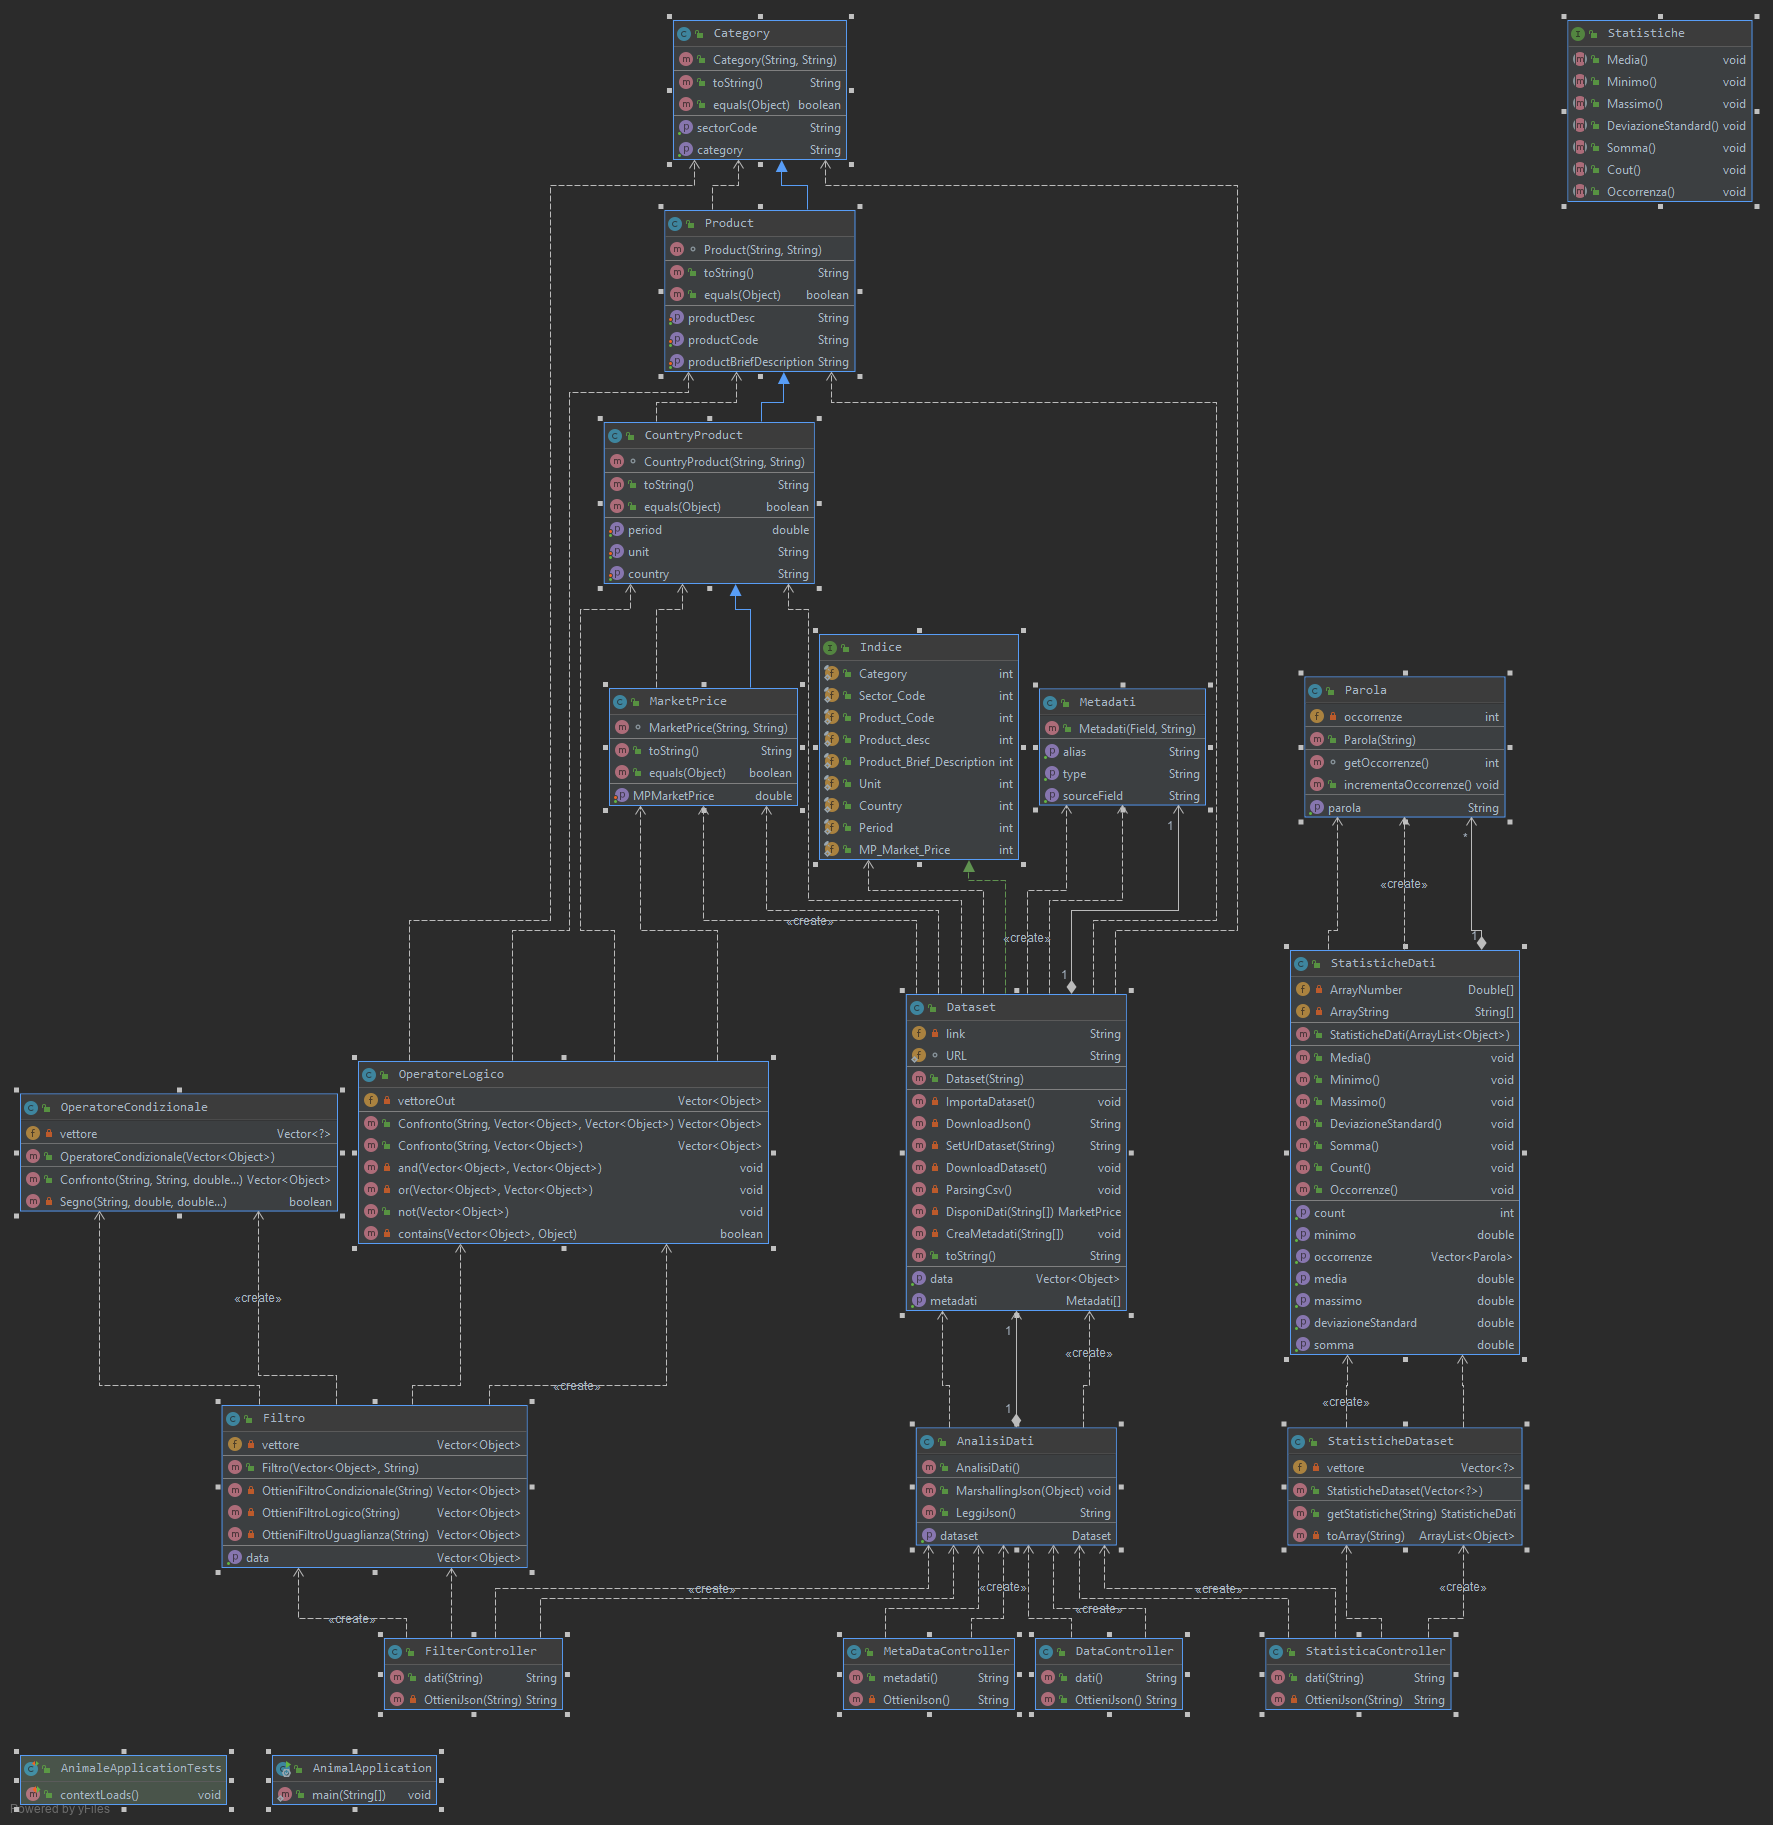 Category
Category(String, String)
toString() String
equals(Object) boolean
sectorCode String
category String
Statistiche
Media() void
Minimo() void
Massimo() void
DeviazioneStandard() void
Somma() void
Cout() void
Occorrenza() void
Product
Product(String, String)
toString() String
equals(Object) boolean
productDesc String
productCode String
productBriefDescription String
CountryProduct
CountryProduct(String, String)
toString() String
equals(Object) boolean
period double
unit String
country String
MarketPrice
MarketPrice(String, String)
toString() String
equals(Object) boolean
MPMarketPrice double
Indice
Category int
Sector_Code int
Product_Code int
Product_desc int
Product_Brief_Description int
Unit int
Country int
Period int
MP_Market_Price int
Metadati
Metadati(Field, String)
alias String
type String
sourceField String
Parola
occorrenze int
Parola(String)
getOccorrenze() int
incrementaOccorrenze() void
parola String
1
*
«create»
«create»
«create»
1
1
OperatoreCondizionale
vettore Vector<?>
OperatoreCondizionale(Vector<Object>)
Confronto(String, String, double...) Vector<Object>
Segno(String, double, double...) boolean
OperatoreLogico
vettoreOut Vector<Object>
Confronto(String, Vector<Object>, Vector<Object>) Vector<Object>
Confronto(String, Vector<Object>) Vector<Object>
and(Vector<Object>, Vector<Object>) void
or(Vector<Object>, Vector<Object>) void
not(Vector<Object>) void
contains(Vector<Object>, Object) boolean
Dataset
link String
URL String
Dataset(String)
ImportaDataset() void
DownloadJson() String
SetUrlDataset(String) String
DownloadDataset() void
ParsingCsv() void
DisponiDati(String[]) MarketPrice
CreaMetadati(String[]) void
toString() String
data Vector<Object>
metadati Metadati[]
StatisticheDati
ArrayNumber Double[]
ArrayString String[]
StatisticheDati(ArrayList<Object>)
Media() void
Minimo() void
Massimo() void
DeviazioneStandard() void
Somma() void
Count() void
Occorrenze() void
count int
minimo double
occorrenze Vector<Parola>
media double
massimo double
deviazioneStandard double
somma double
«create»
1
«create»
«create»
«create»
1
Filtro
vettore Vector<Object>
Filtro(Vector<Object>, String)
OttieniFiltroCondizionale(String) Vector<Object>
OttieniFiltroLogico(String) Vector<Object>
OttieniFiltroUguaglianza(String) Vector<Object>
data Vector<Object>
AnalisiDati
AnalisiDati()
MarshallingJson(Object) void
LeggiJson() String
dataset Dataset
StatisticheDataset
vettore Vector<?>
StatisticheDataset(Vector<?>)
getStatistiche(String) StatisticheDati
toArray(String) ArrayList<Object>
«create»
«create»
«create»
«create»
«create»
«create»
FilterController
dati(String) String
OttieniJson(String) String
MetaDataController
metadati() String
OttieniJson() String
DataController
dati() String
OttieniJson() String
StatisticaController
dati(String) String
OttieniJson(String) String
AnimaleApplicationTests
contextLoads() void
AnimalApplication
main(String[]) void
Powered by yFiles